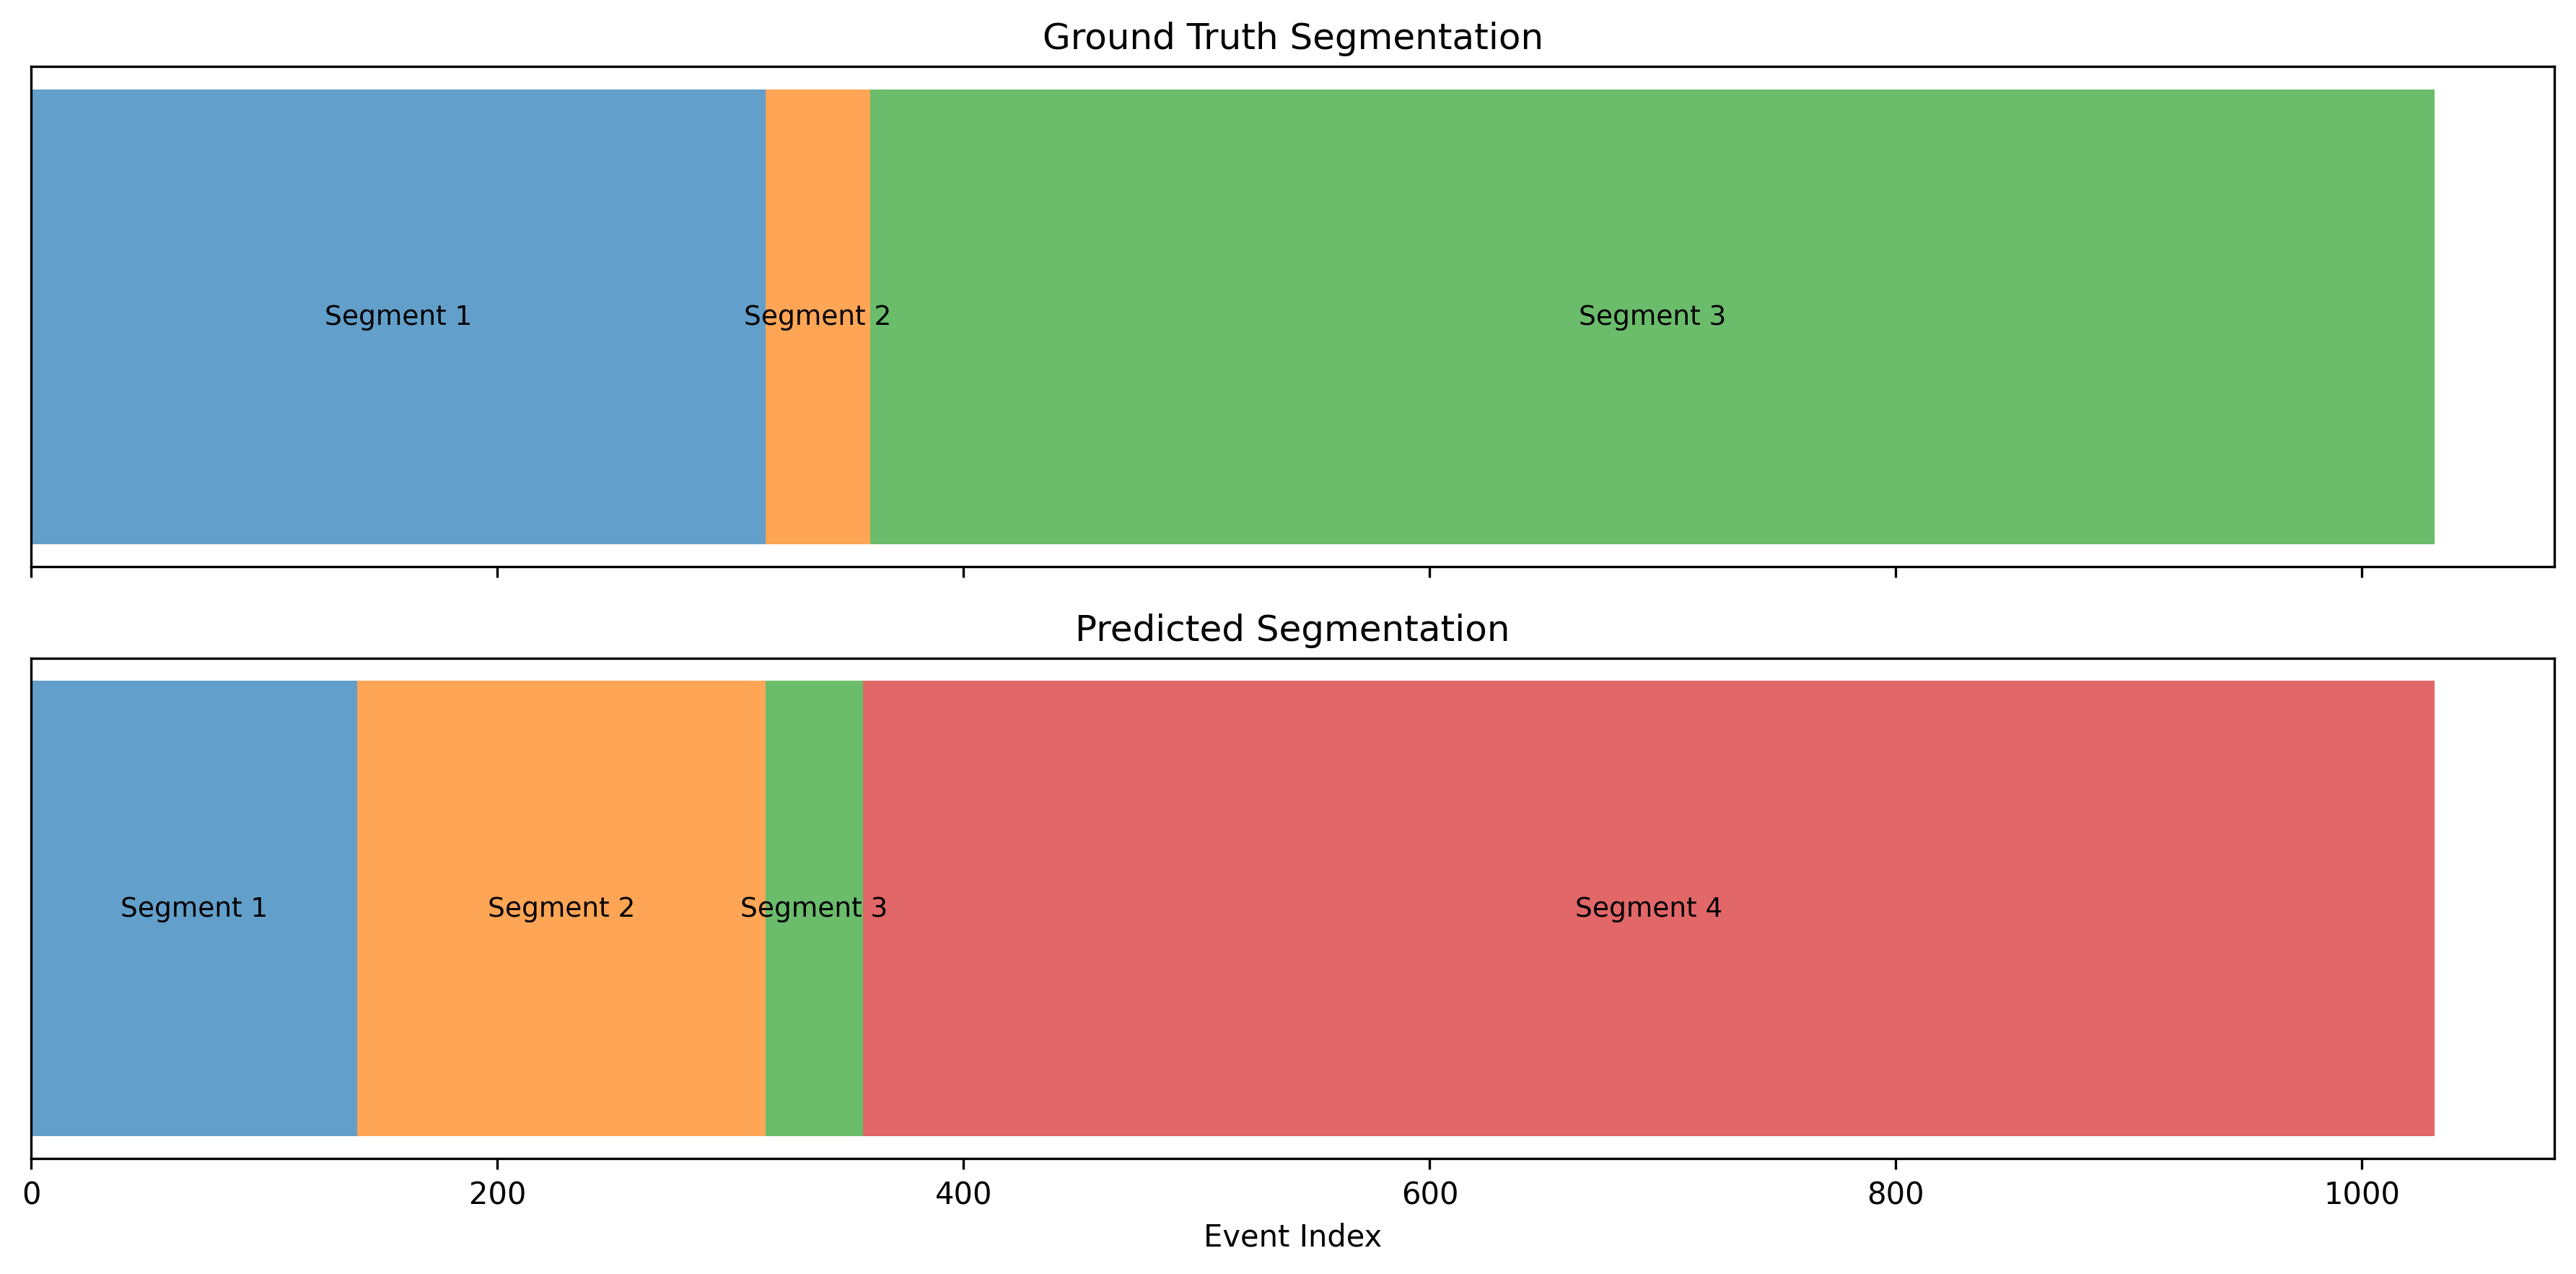 Ground Truth Segmentation
Segment 1 Segment 2 Segment 3
Predicted Segmentation
Segment 1 Segment 2 Segment 3 Segment 4
0 200 400 600 800 1000
Event Index